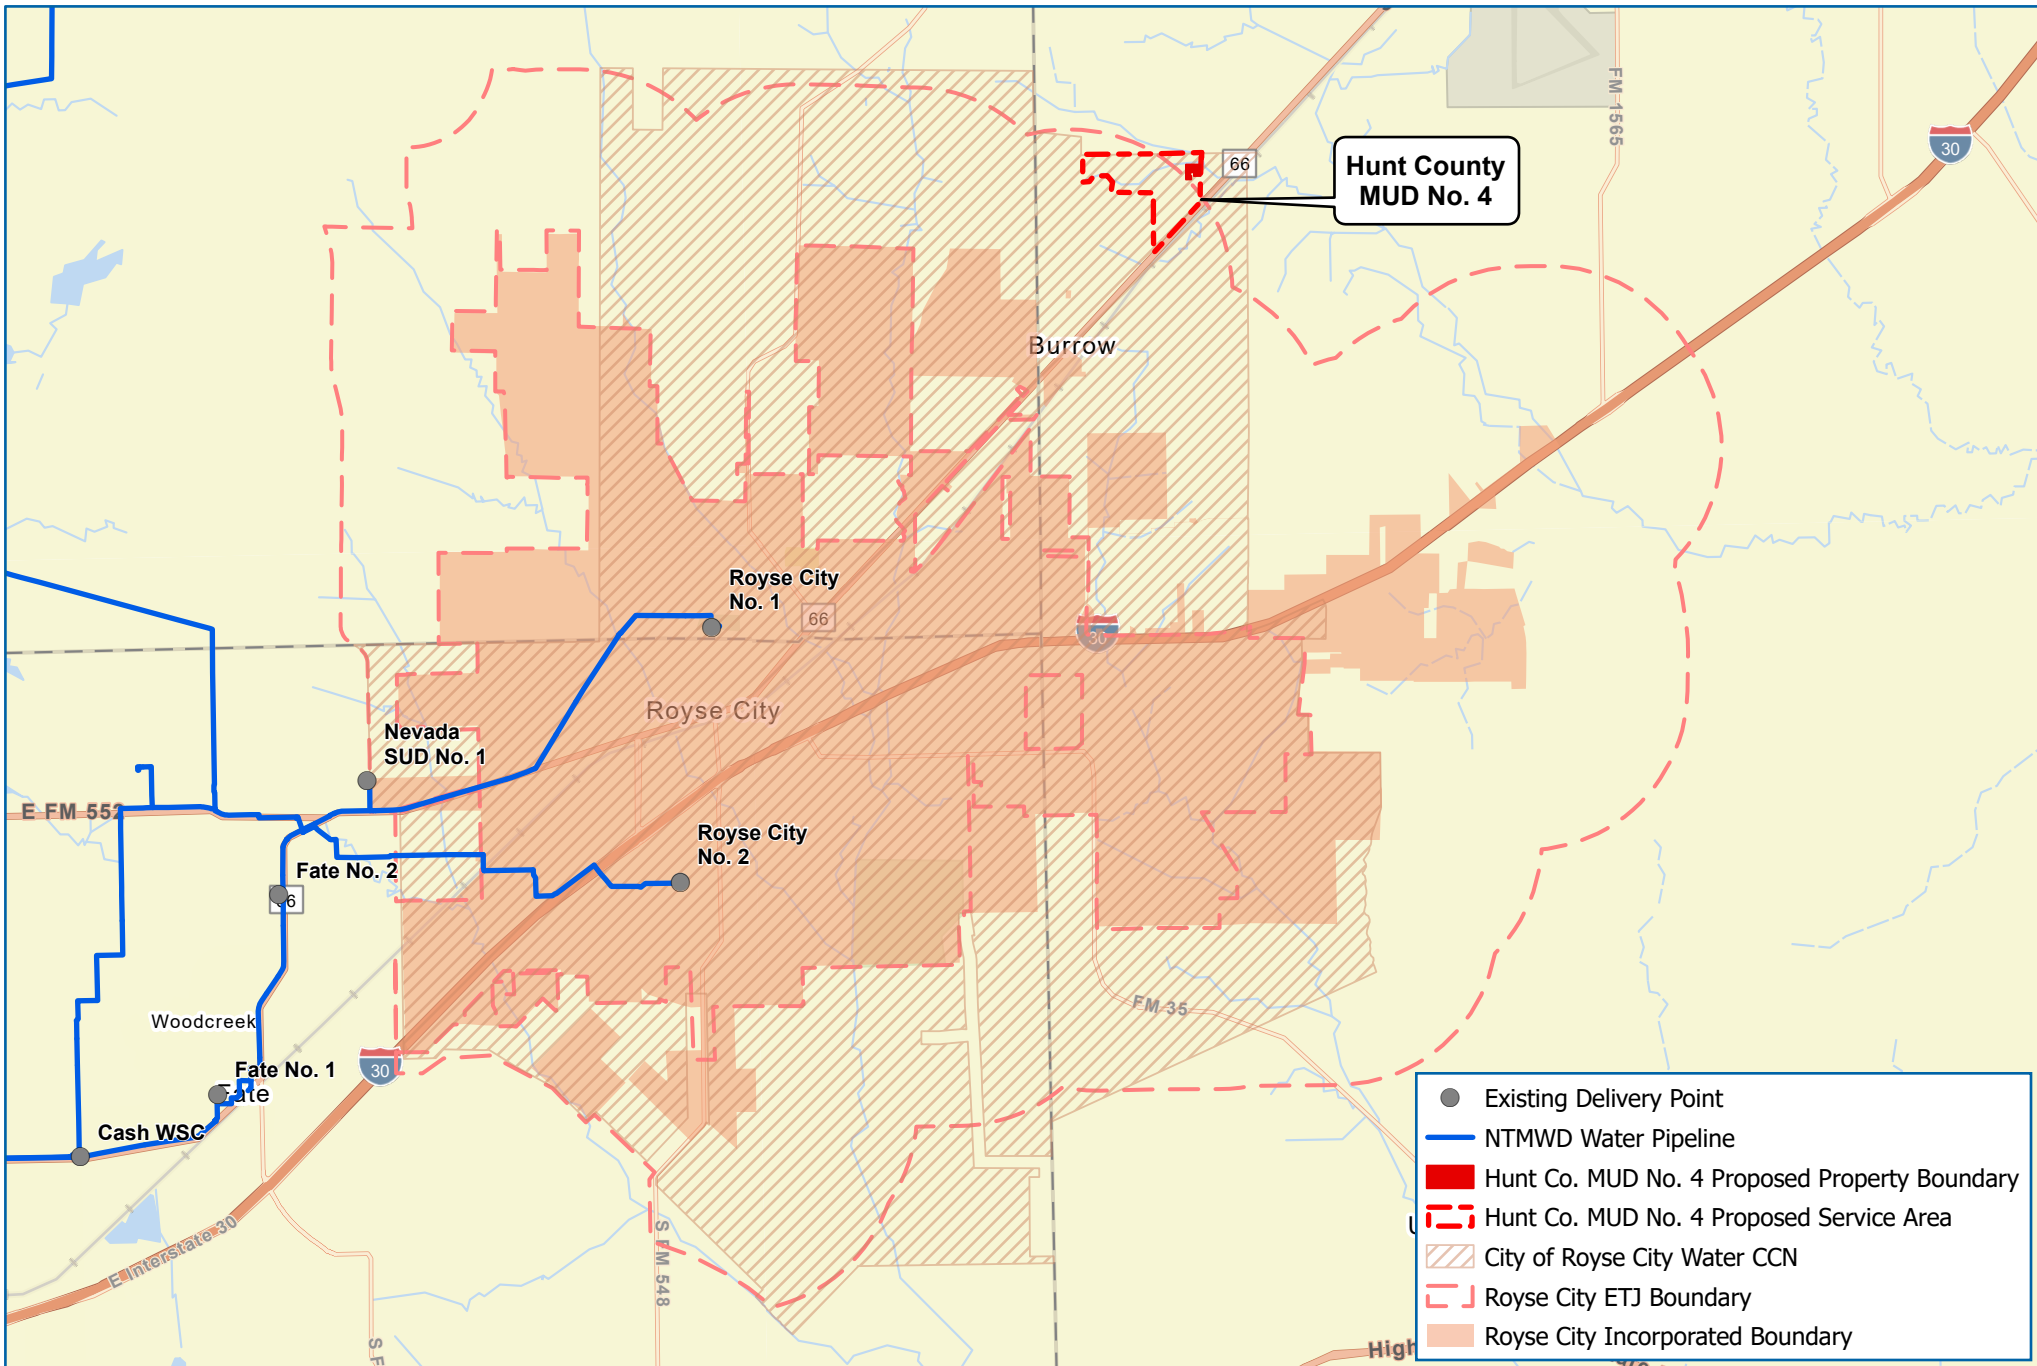 FM 1565
30
66
Hunt County
MUD No. 4
Burrow
Royse City
No. 1
66
30
Royse City
Nevada
SUD No. 1
E FM 552
Royse City
No. 2
Fate No. 2
66
FM 35
Woodcreek
Fate No. 1
30
Fate
Cash WSC
E Interstate 30
S FM 548
S F
U
High
Existing Delivery Point
NTMWD Water Pipeline
Hunt Co. MUD No. 4 Proposed Property Boundary
Hunt Co. MUD No. 4 Proposed Service Area
City of Royse City Water CCN
Royse City ETJ Boundary
Royse City Incorporated Boundary